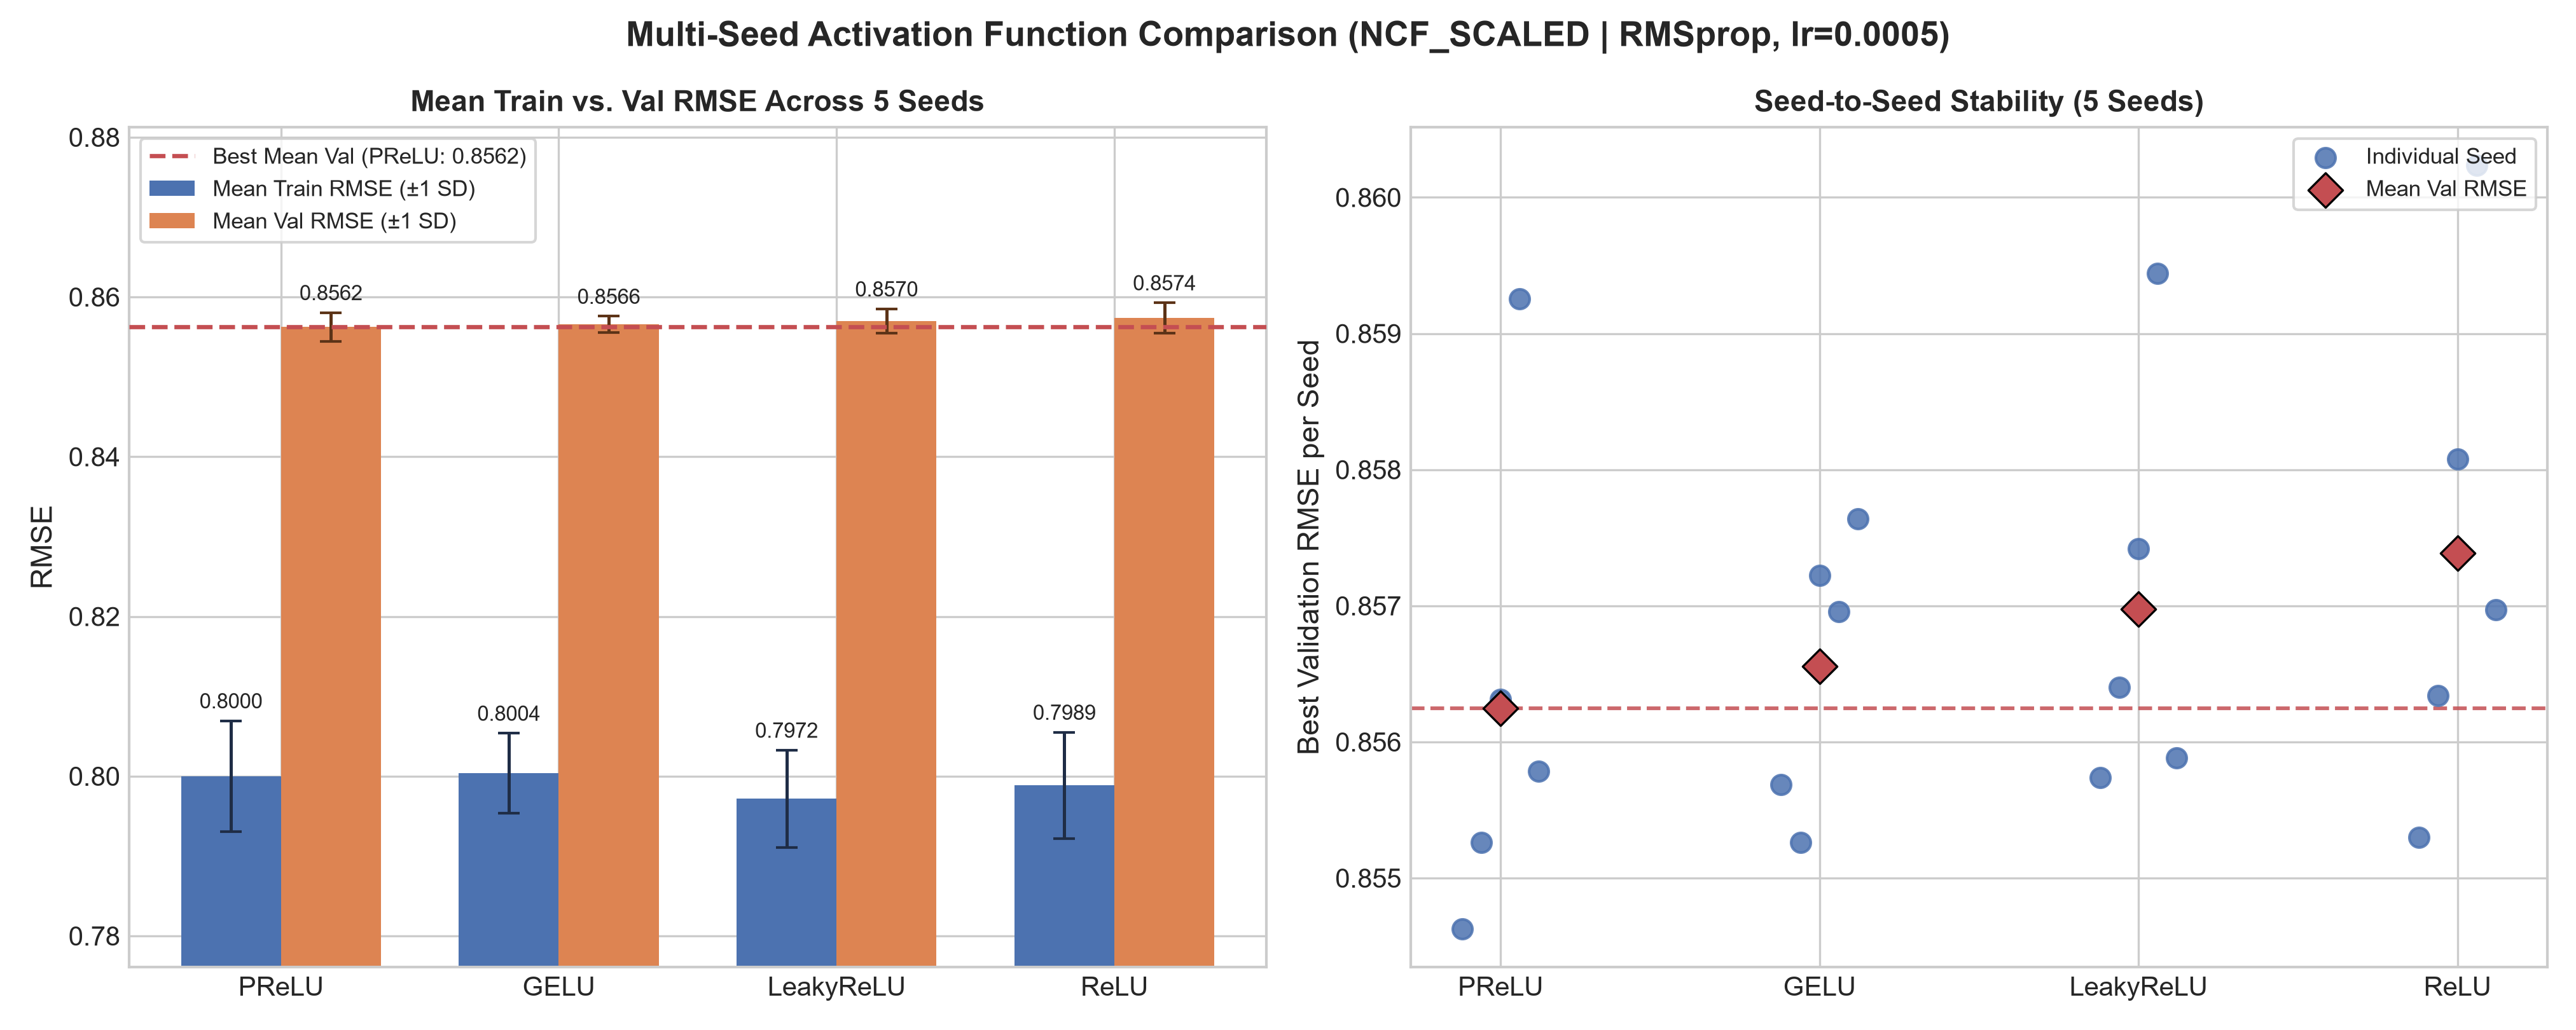 Multi-Seed Activation Function Comparison (NCF_SCALED | RMSprop, lr=0.0005)
Mean Train vs. Val RMSE Across 5 Seeds
0.88
0.86
0.84
0.82
0.80
0.78
RMSE
Best Mean Val (PReLU: 0.8562)
Mean Train RMSE (±1 SD)
Mean Val RMSE (±1 SD)
0.8562
0.8566
0.8570
0.8574
0.8000
0.8004
0.7972
0.7989
PReLU
GELU
LeakyReLU
ReLU
Seed-to-Seed Stability (5 Seeds)
Individual Seed
Mean Val RMSE
0.860
0.859
0.858
0.857
0.856
0.855
Best Validation RMSE per Seed
PReLU
GELU
LeakyReLU
ReLU